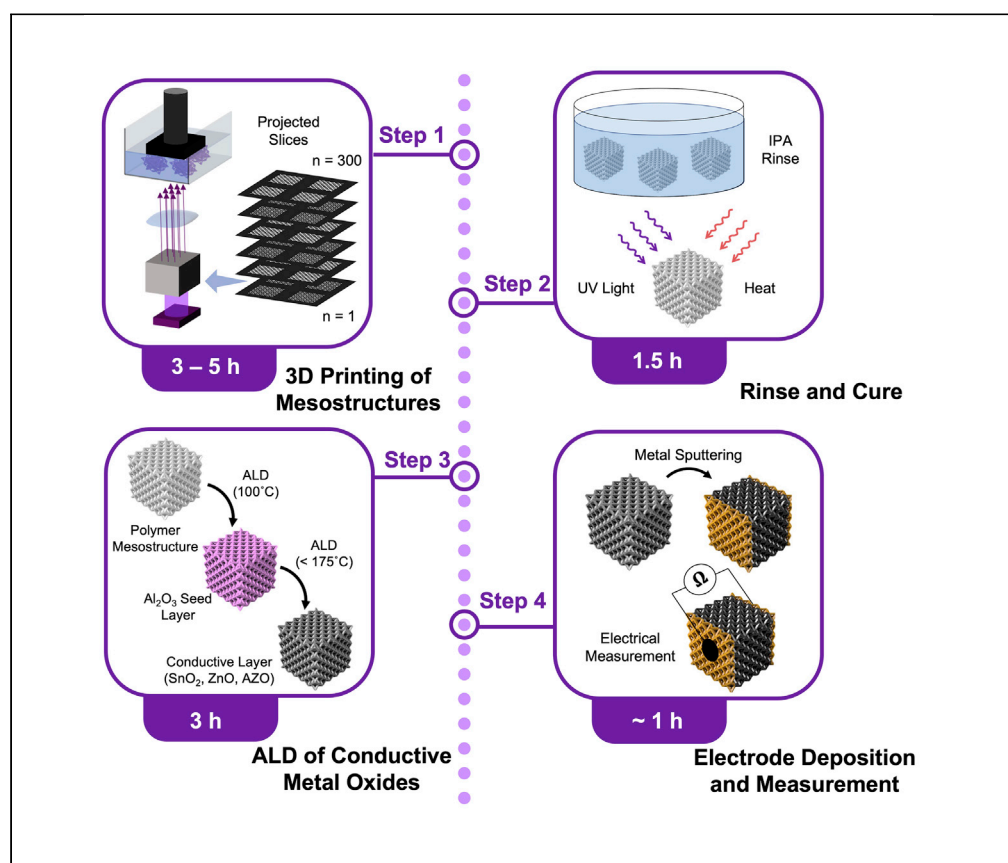 Step 1
Projected
Slices
n = 300
n = 1
3 – 5 h
3D Printing of
Mesostructures
IPA
Rinse
Step 2
UV Light
Heat
1.5 h
Rinse and Cure
Step 3
ALD
(100˚C)
Polymer
Mesostructure
ALD
(< 175˚C)
Al₂O₃ Seed
Layer
Conductive Layer
(SnO₂, ZnO, AZO)
3 h
ALD of Conductive
Metal Oxides
Metal Sputtering
Step 4
Ω
Electrical
Measurement
~ 1 h
Electrode Deposition
and Measurement